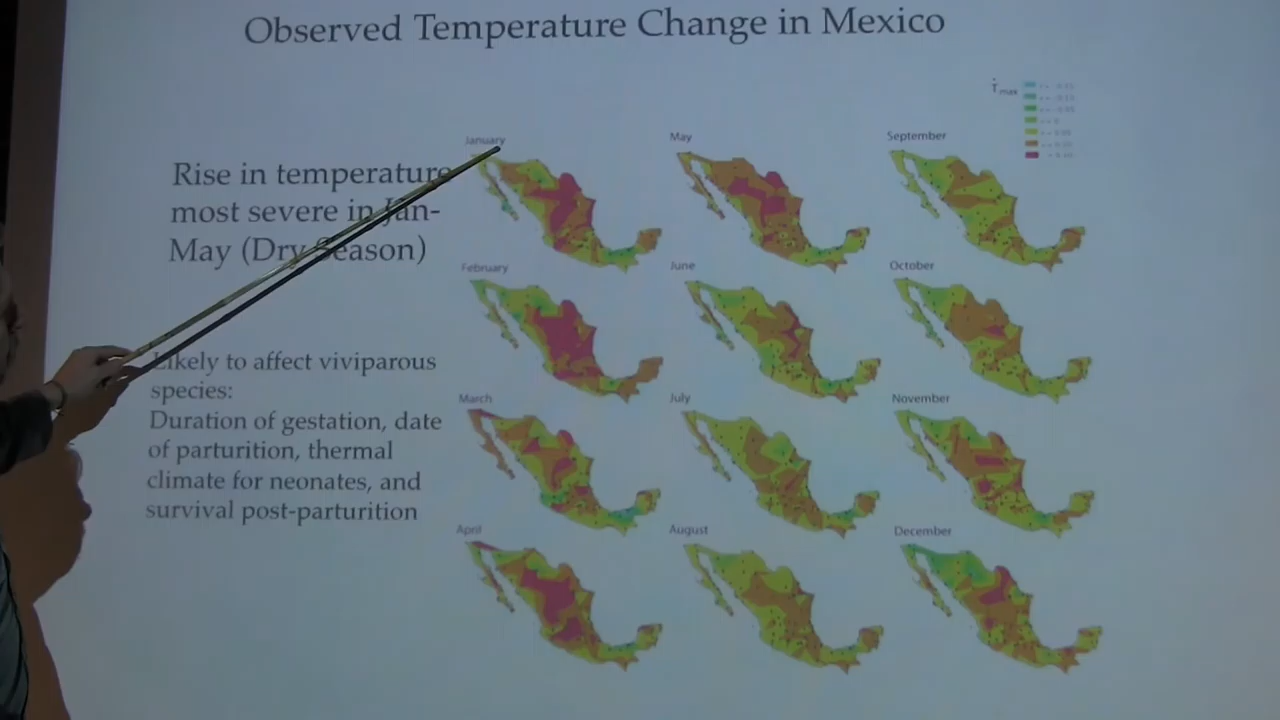 Observed Temperature Change in Mexico
Rise in temperature
most severe in Jan-
May (Dry Season)
Likely to affect viviparous
species:
Duration of gestation, date
of parturition, thermal
climate for neonates, and
survival post-parturition
January
February
March
April
May
June
July
August
September
October
November
December
Ṫmax